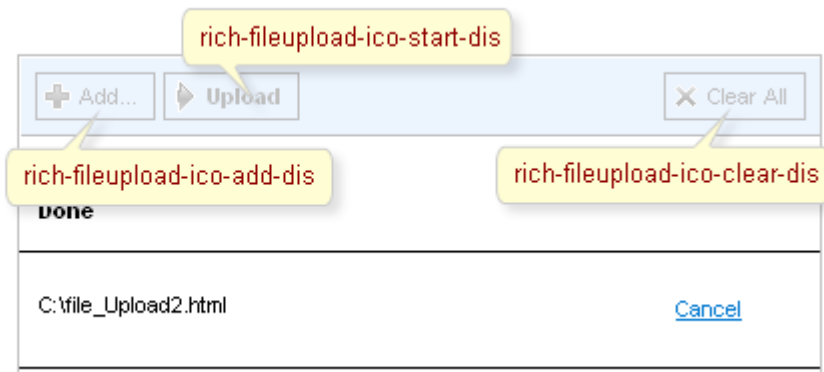 rich-fileupload-ico-start-dis
Add... Upload Clear All
rich-fileupload-ico-add-dis rich-fileupload-ico-clear-dis
Done
C:\file_Upload2.html Cancel